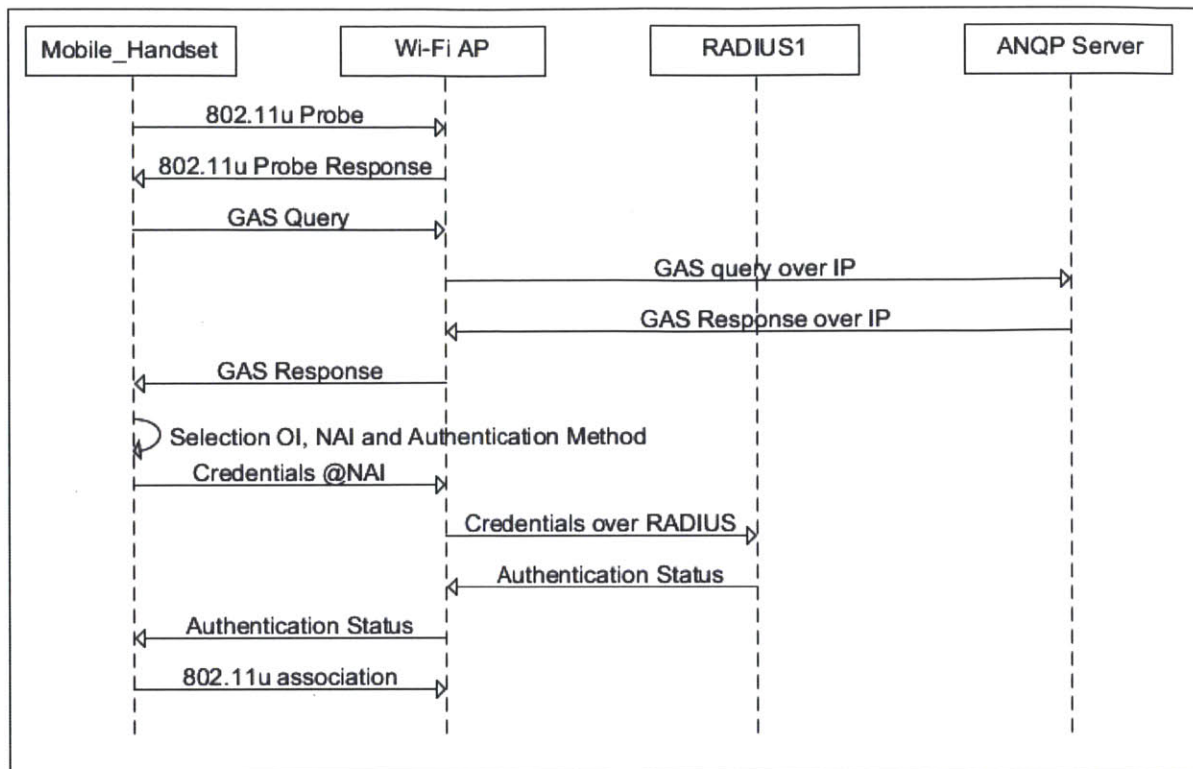 Mobile_Handset
Wi-Fi AP
RADIUS1
ANQP Server
802.11u Probe
802.11u Probe Response
GAS Query
GAS query over IP
GAS Response over IP
GAS Response
Selection OI, NAI and Authentication Method
Credentials @NAI
Credentials over RADIUS
Authentication Status
Authentication Status
802.11u association